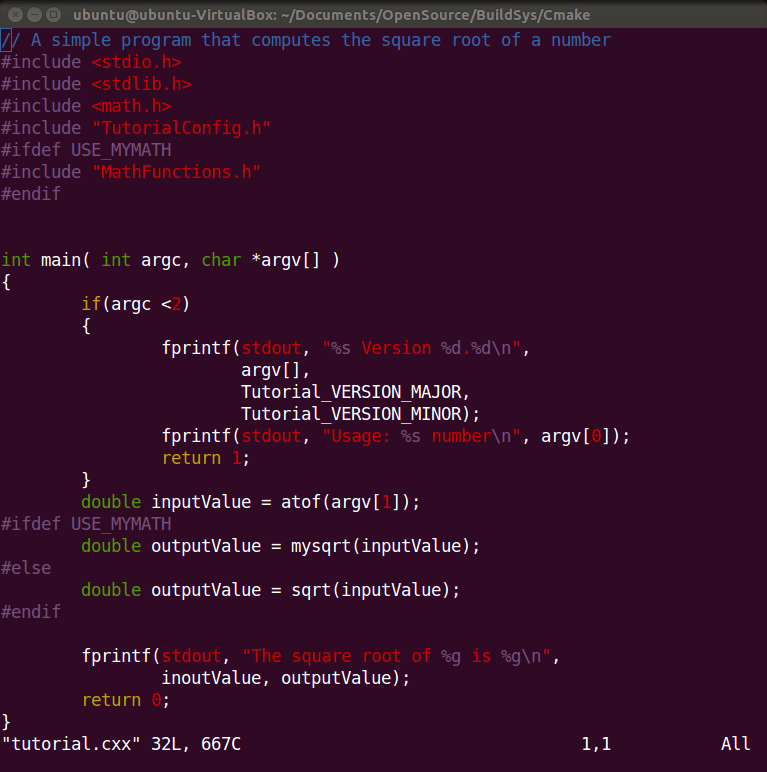 ubuntu@ubuntu-VirtualBox: ~/Documents/OpenSource/BuildSys/Cmake
// A simple program that computes the square root of a number
#include <stdio.h>
#include <stdlib.h>
#include <math.h>
#include "TutorialConfig.h"
#ifdef USE_MYMATH
#include "MathFunctions.h"
#endif
int main( int argc, char *argv[] )
{
        if(argc <2)
        {
                fprintf(stdout, "%s Version %d.%d\n",
                        argv[],
                        Tutorial_VERSION_MAJOR,
                        Tutorial_VERSION_MINOR);
                fprintf(stdout, "Usage: %s number\n", argv[0]);
                return 1;
        }
        double inputValue = atof(argv[1]);
#ifdef USE_MYMATH
        double outputValue = mysqrt(inputValue);
#else
        double outputValue = sqrt(inputValue);
#endif
        fprintf(stdout, "The square root of %g is %g\n",
                inoutValue, outputValue);
        return 0;
}
"tutorial.cxx" 32L, 667C                                  1,1           All